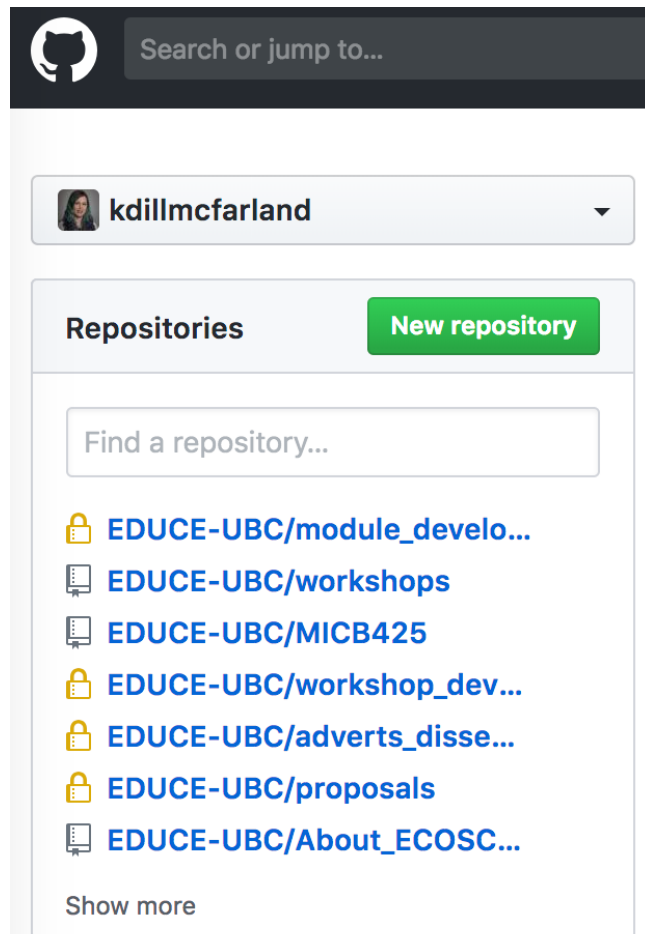 Search or jump to...
kdillmcfarland
Repositories
New repository
Find a repository...
EDUCE-UBC/module_develo...
EDUCE-UBC/workshops
EDUCE-UBC/MICB425
EDUCE-UBC/workshop_dev...
EDUCE-UBC/adverts_disse...
EDUCE-UBC/proposals
EDUCE-UBC/About_ECOSC...
Show more